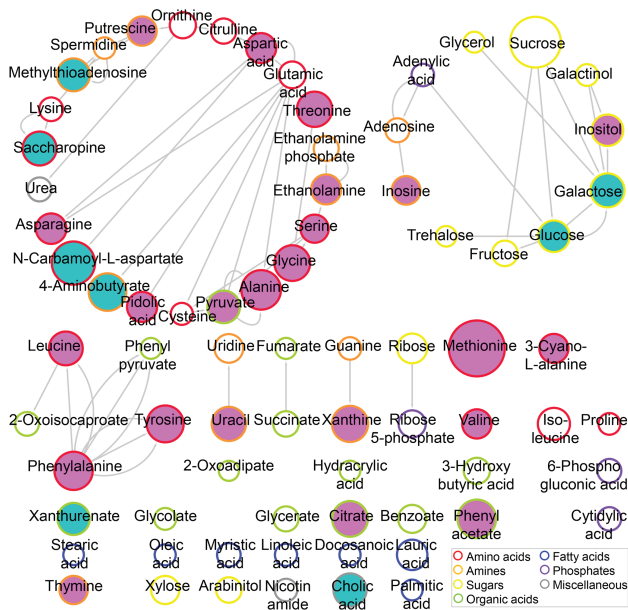 Ornithine
Putrescine
Citrulline
Spermidine
Aspartic
acid
Methylthioadenosine
Glutamic
acid
Lysine
Threonine
Saccharopine
Ethanolamine
phosphate
Urea
Ethanolamine
Asparagine
Serine
N-Carbamoyl-L-aspartate
Glycine
4-Aminobutyrate
Alanine
Pidolic
acid
Pyruvate
Cysteine
Glycerol
Sucrose
Adenylic
acid
Galactinol
Adenosine
Inositol
Inosine
Galactose
Trehalose
Glucose
Fructose
Leucine
Phenyl
pyruvate
Uridine
Fumarate
Guanine
Ribose
Methionine
3-Cyano-
L-alanine
2-Oxoisocaproate
Tyrosine
Uracil
Succinate
Xanthine
Ribose
5-phosphate
Valine
Iso-
leucine
Proline
Phenylalanine
2-Oxoadipate
Hydracrylic
acid
3-Hydroxy
butyric acid
6-Phospho
gluconic acid
Xanthurenate
Glycolate
Glycerate
Citrate
Benzoate
Phenyl
acetate
Cytidylic
acid
Stearic
acid
Oleic
acid
Myristic
acid
Linoleic
acid
Docosanoic
acid
Lauric
acid
Thymine
Xylose
Arabinitol
Nicotin
amide
Cholic
acid
Palmitic
acid
Amino acids
Amines
Sugars
Organic acids
Fatty acids
Phosphates
Miscellaneous